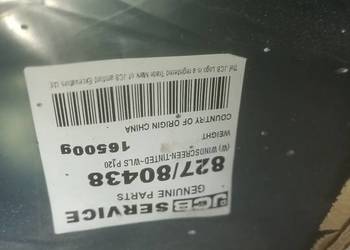 JCB SERVICE
GENUINE PARTS
827/80438
(W) WINDSCREEN-TINTED-WLS P120
WEIGHT
16500g
COUNTRY OF ORIGIN CHINA
The JCB Logo is a registered Trade Mark of JCB amford Excavators Ltd